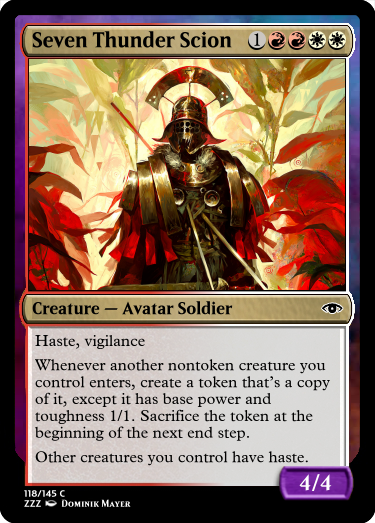 Seven Thunder Scion 1
Creature — Avatar Soldier
Haste, vigilance
Whenever another nontoken creature you
control enters, create a token that's a copy
of it, except it has base power and
toughness 1/1. Sacrifice the token at the
beginning of the next end step.
Other creatures you control have haste.
4/4
118/145 C
ZZZ Dominik Mayer